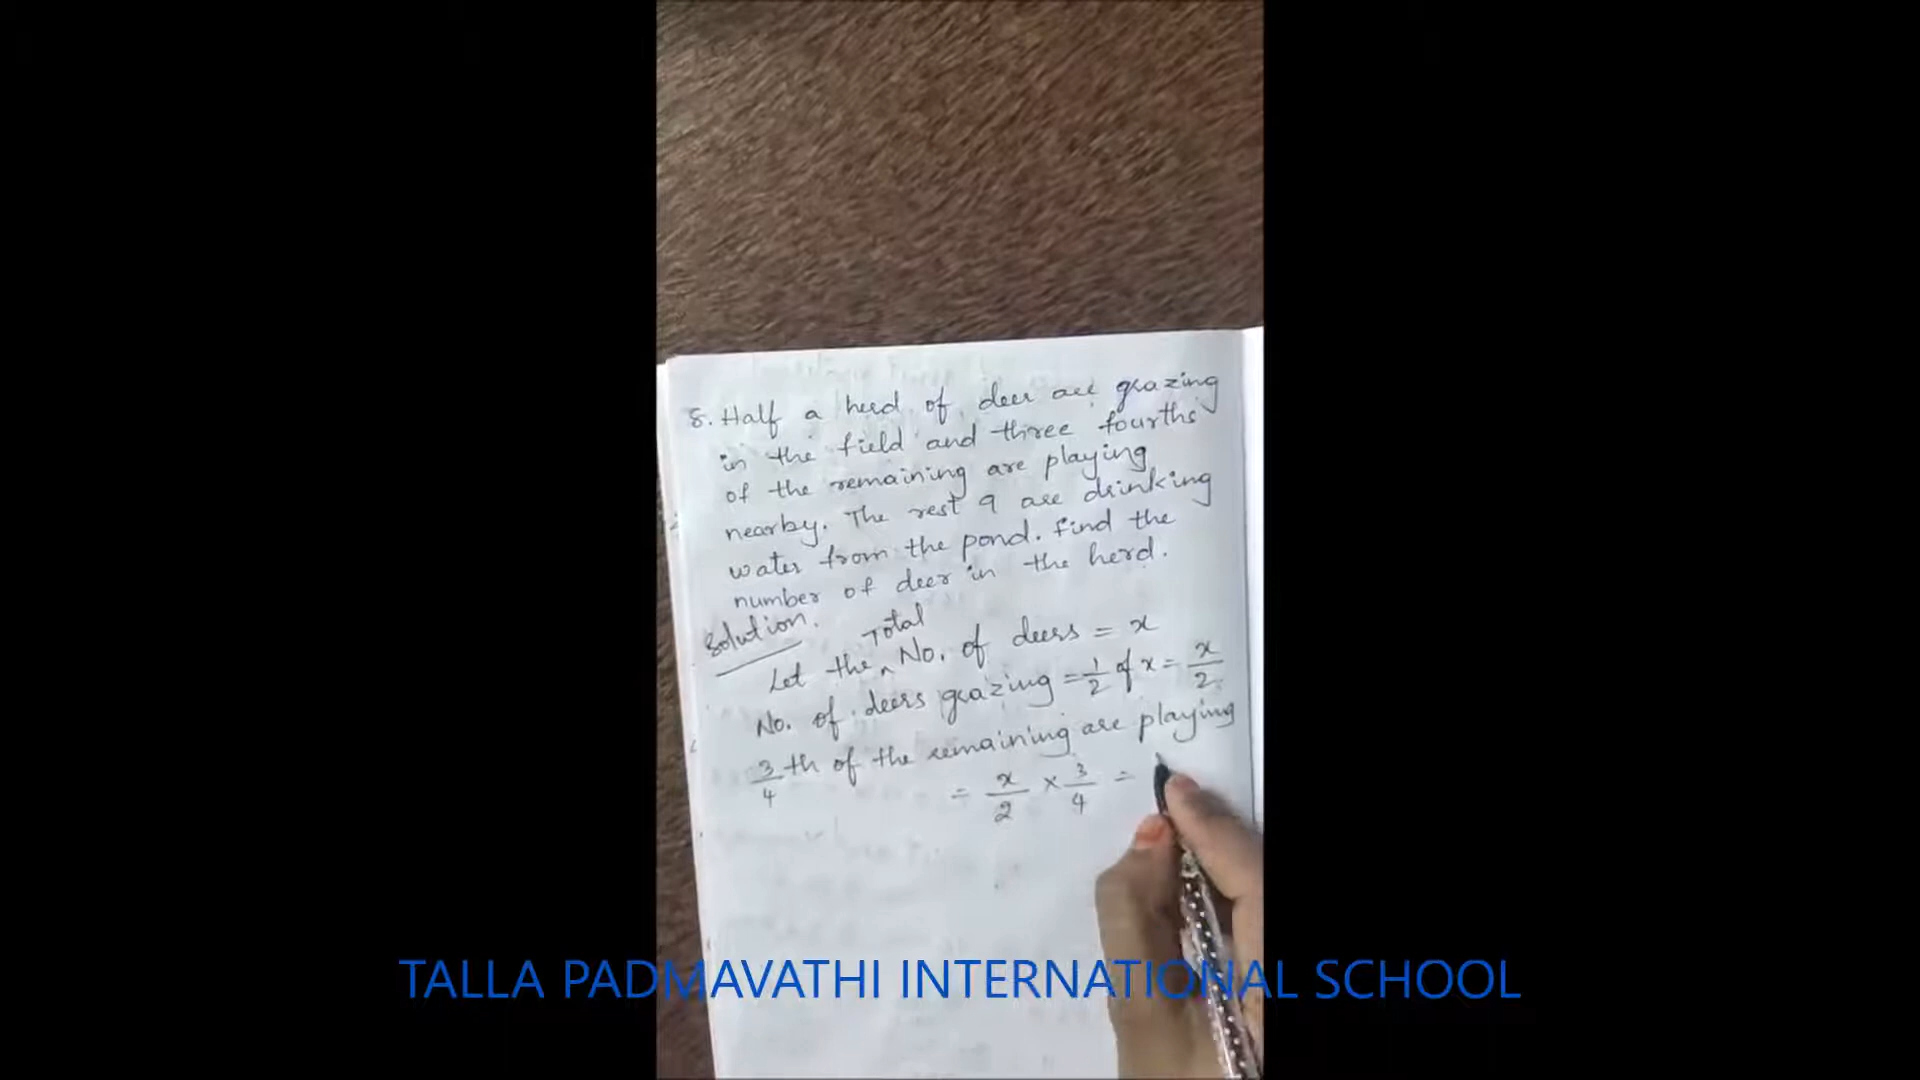 8. Half a herd of deer are grazing
in the field and three fourths
of the remaining are playing
nearby. The rest 9 are drinking
water from the pond. Find the
number of deer in the herd.
Solution.
Total
Let the ^ No. of deers = x
No. of deers grazing = 1/2 of x = x/2
3/4 th of the remaining are playing
= x/2 × 3/4 =
TALLA PADMAVATHI INTERNATIONAL SCHOOL